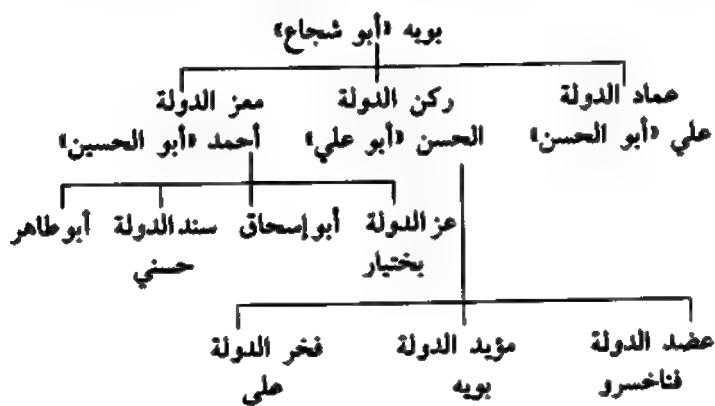 بويه «أبو شجاع»
عماد الدولة ركن الدولة معز الدولة
علي «أبو الحسن» الحسن «أبو علي» أحمد «أبو الحسين»
عز الدولة أبو إسحاق سند الدولة أبو طاهر
بختيار حسني
عضد الدولة مؤيد الدولة فخر الدولة
فناخسرو بويه علي